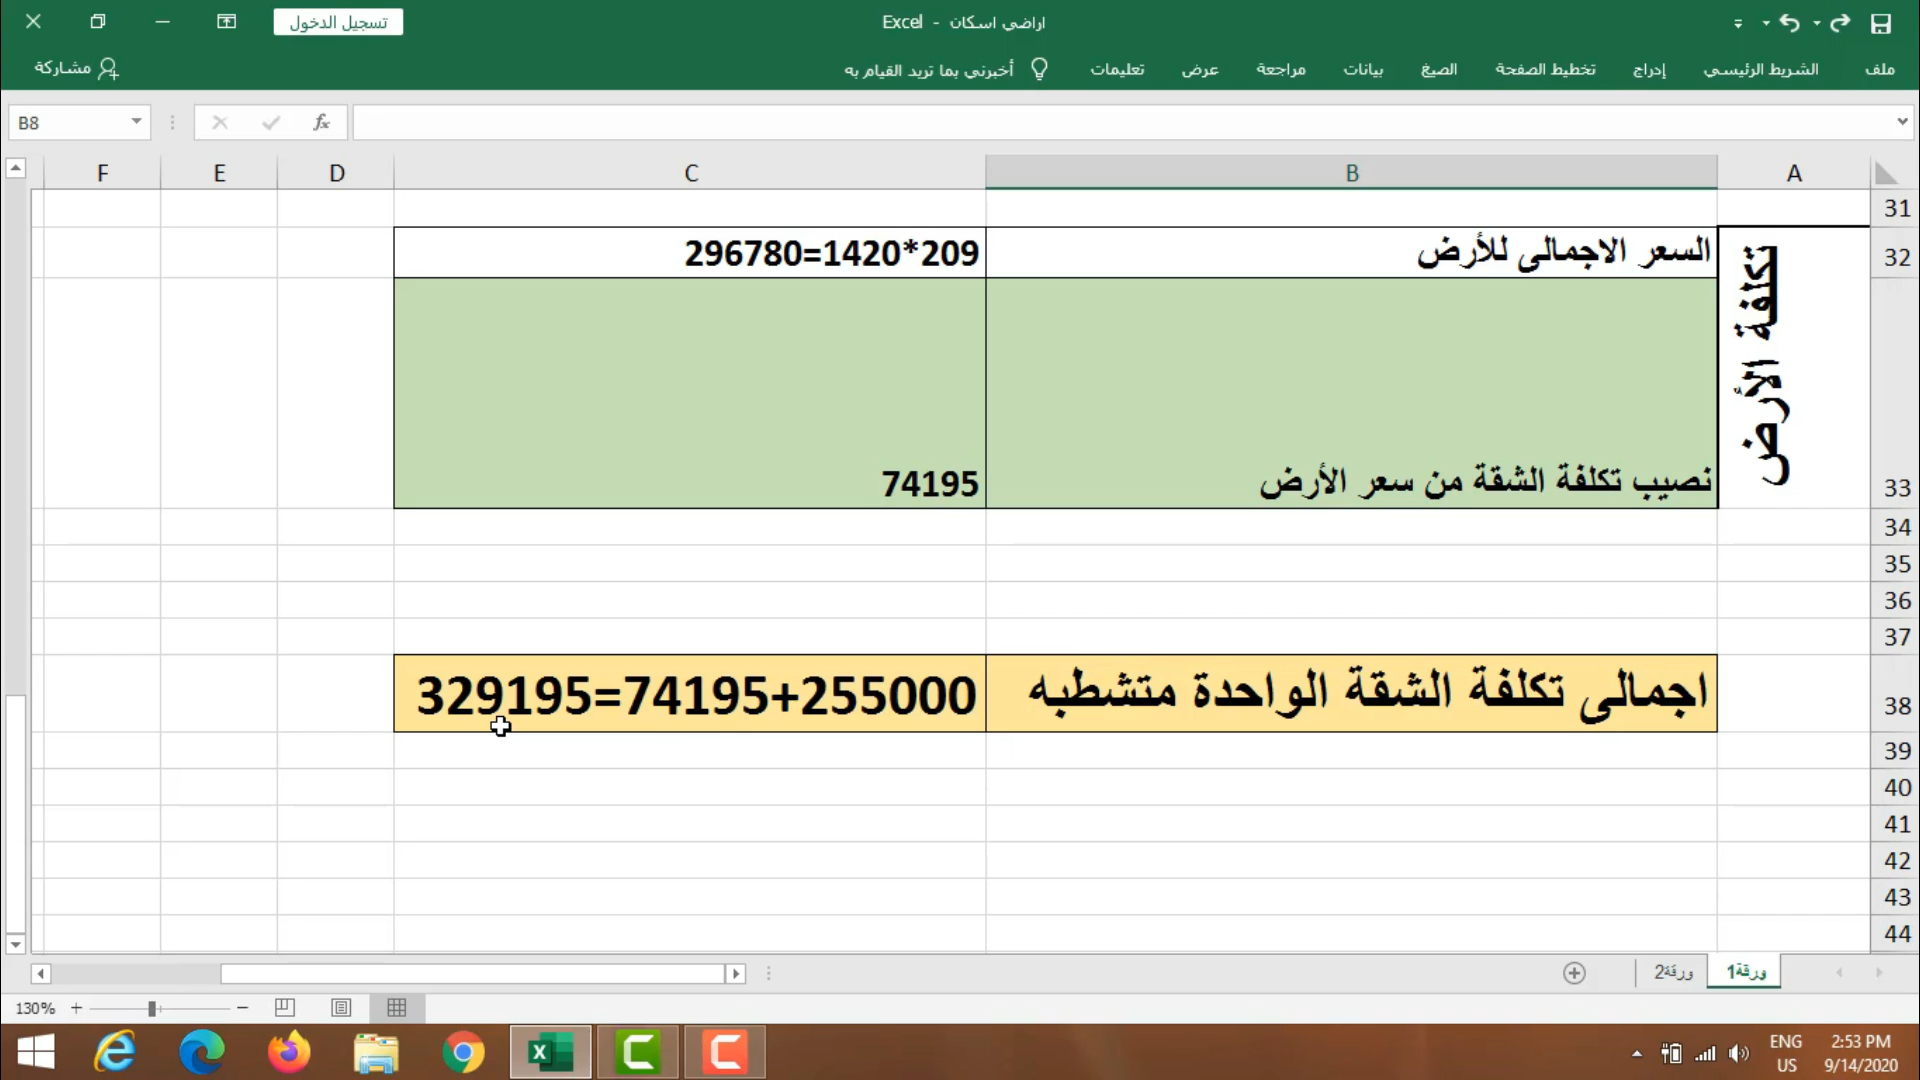 تسجيل الدخول
اراضي اسكان - Excel
ملف
الشريط الرئيسي
إدراج
تخطيط الصفحة
الصيغ
بيانات
مراجعة
عرض
تعليمات
أخبرني بما تريد القيام به
مشاركة
B8
fx
A
B
C
D
E
F
31
32
تكلفة الأرض
السعر الاجمالى للأرض
296780=1420*209
33
نصيب تكلفة الشقة من سعر الأرض
74195
34
35
36
37
38
اجمالى تكلفة الشقة الواحدة متشطبه
329195=74195+255000
39
40
41
42
43
44
ورقة1
ورقة2
130%
ENG
US
2:53 PM
9/14/2020